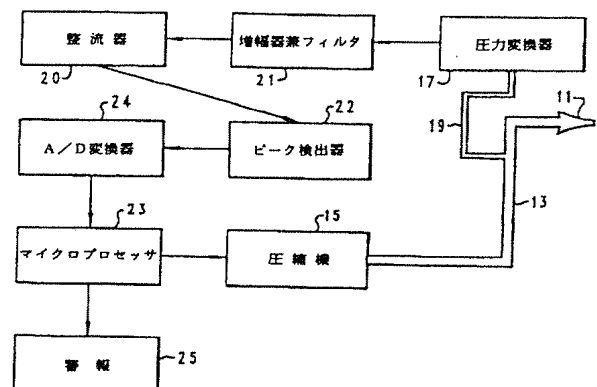 整流器
20
増幅器兼フィルタ
21
圧力変換器
17
11
19
24
A/D変換器
22
ピーク検出器
13
23
マイクロプロセッサ
15
圧縮機
警報
25